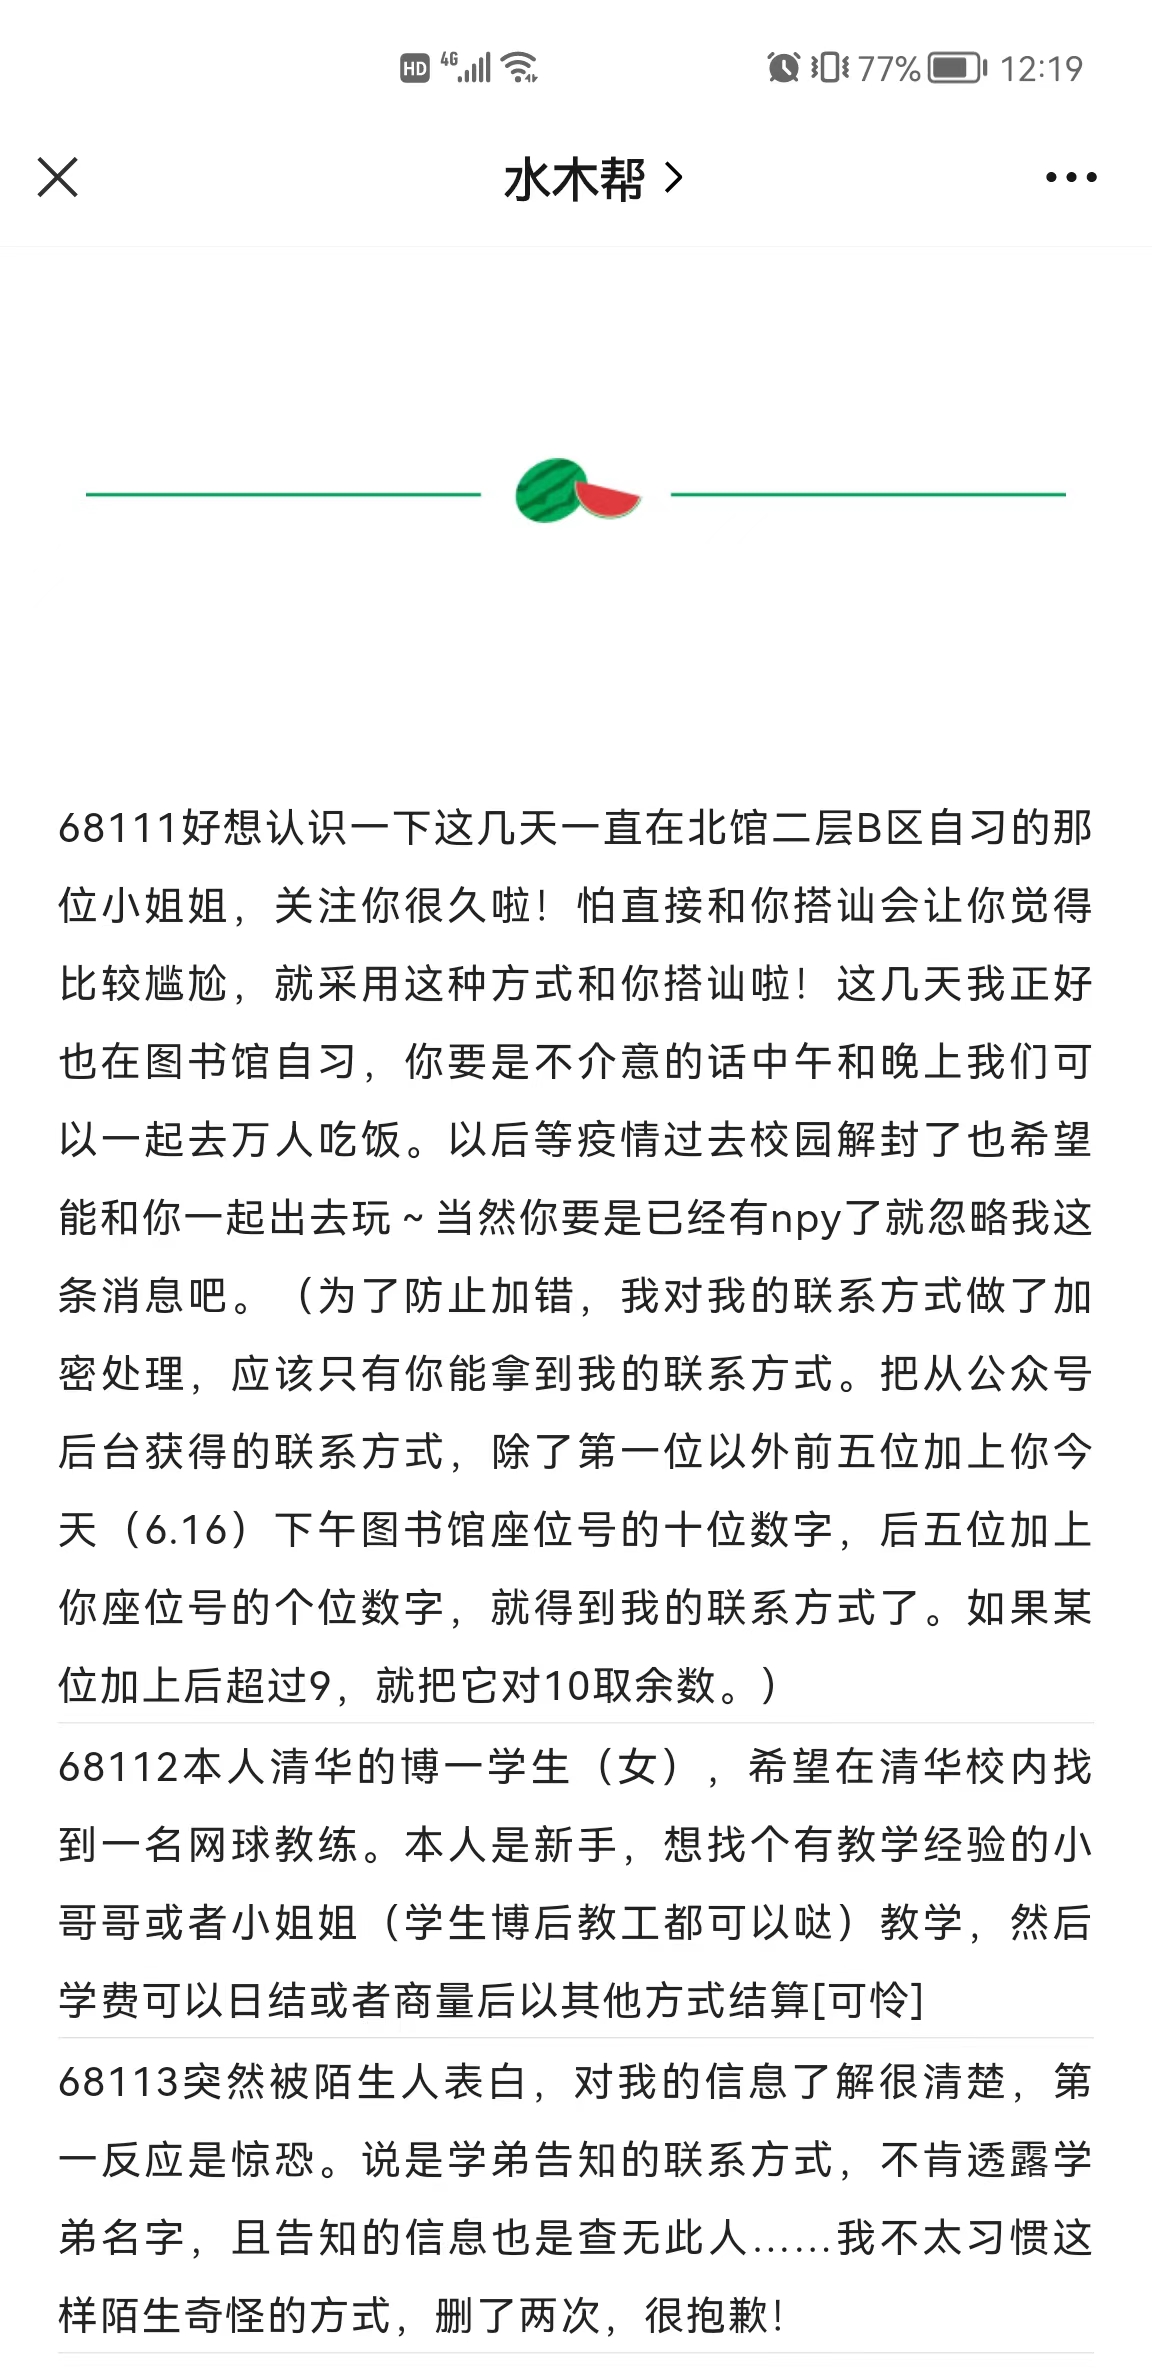 HD 4G 77% 12:19
水木帮
68111好想认识一下这几天一直在北馆二层B区自习的那
位小姐姐，关注你很久啦！怕直接和你搭讪会让你觉得
比较尴尬，就采用这种方式和你搭讪啦！这几天我正好
也在图书馆自习，你要是不介意的话中午和晚上我们可
以一起去万人吃饭。以后等疫情过去校园解封了也希望
能和你一起出去玩～当然你要是已经有npy了就忽略我这
条消息吧。（为了防止加错，我对我的联系方式做了加
密处理，应该只有你能拿到我的联系方式。把从公众号
后台获得的联系方式，除了第一位以外前五位加上你今
天（6.16）下午图书馆座位号的十位数字，后五位加上
你座位号的个位数字，就得到我的联系方式了。如果某
位加上后超过9，就把它对10取余数。）
68112本人清华的博一学生（女），希望在清华校内找
到一名网球教练。本人是新手，想找个有教学经验的小
哥哥或者小姐姐（学生博后教工都可以哒）教学，然后
学费可以日结或者商量后以其他方式结算[可怜]
68113突然被陌生人表白，对我的信息了解很清楚，第
一反应是惊恐。说是学弟告知的联系方式，不肯透露学
弟名字，且告知的信息也是查无此人……我不太习惯这
样陌生奇怪的方式，删了两次，很抱歉！